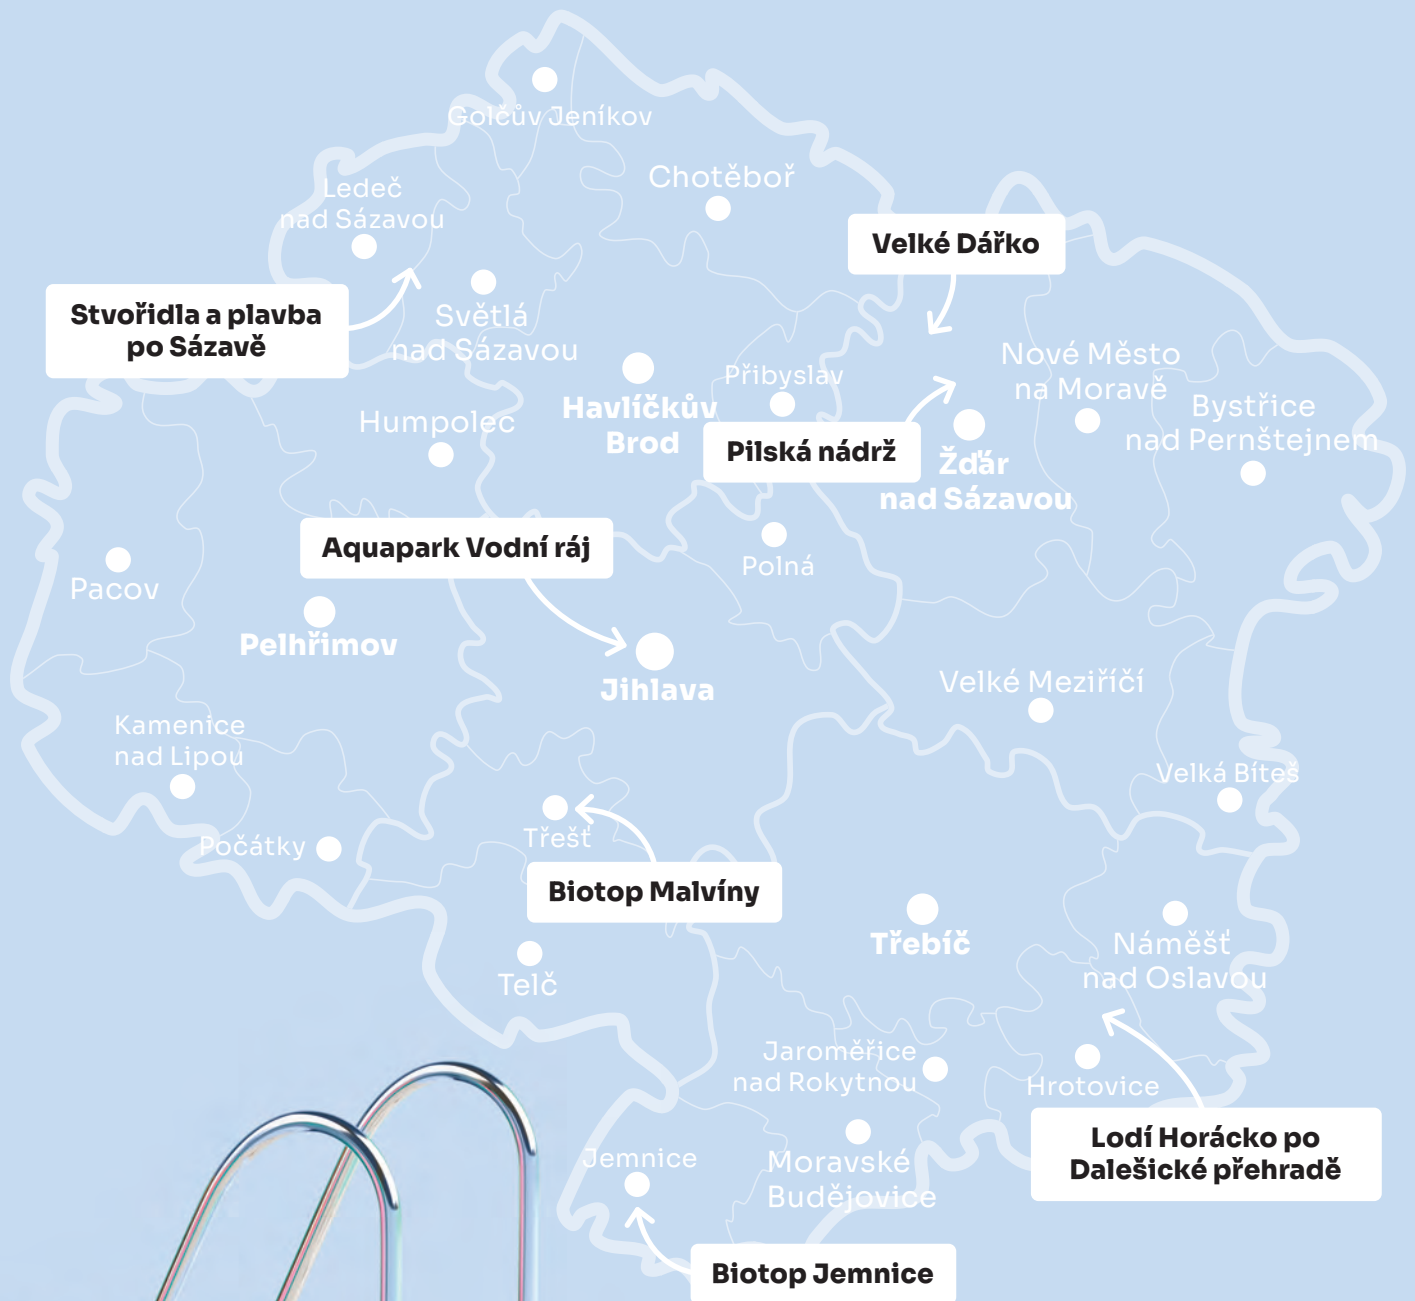 Golčův Jeníkov
Chotěboř
Ledeč
nad Sázavou
Velké Dářko
Stvořidla a plavba
po Sázavě
Světlá
nad Sázavou
Nové Město
na Moravě
Přibyslav
Havlíčkův
Brod
Humpolec
Bystřice
nad Pernštejnem
Pilská nádrž
Žďár
nad Sázavou
Aquapark Vodní ráj
Polná
Pacov
Pelhřimov
Jihlava
Velké Meziříčí
Kamenice
nad Lipou
Velká Bíteš
Počátky
Třešť
Biotop Malvíny
Třebíč
Náměšť
nad Oslavou
Telč
Jaroměřice
nad Rokytnou
Hrotovice
Lodí Horácko po
Dalešické přehradě
Jemnice
Moravské
Budějovice
Biotop Jemnice